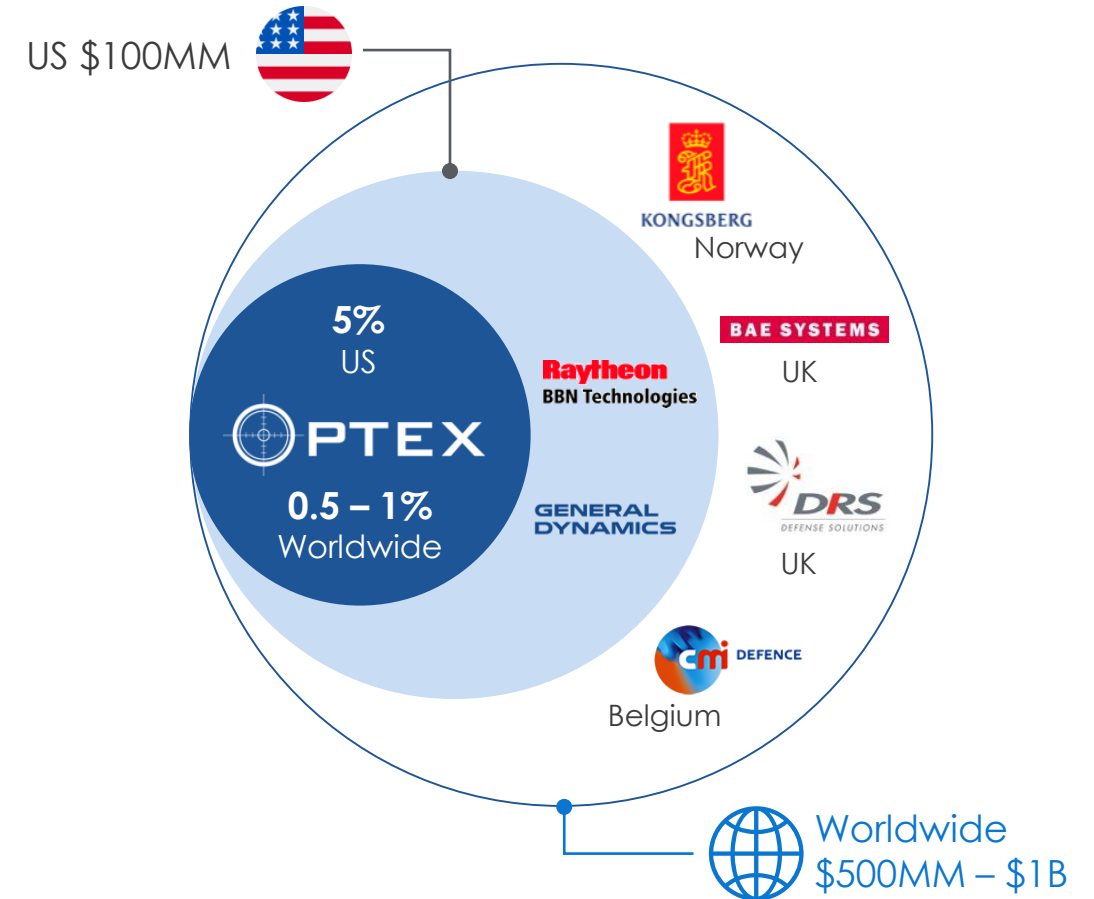 US $100MM
KONGSBERG
Norway
BAE SYSTEMS
UK
5%
US
Raytheon
BBN Technologies
PTEX
GENERAL
DYNAMICS
DRS
DEFENSE SOLUTIONS
UK
0.5 – 1%
Worldwide
cmi DEFENCE
Belgium
Worldwide
$500MM – $1B